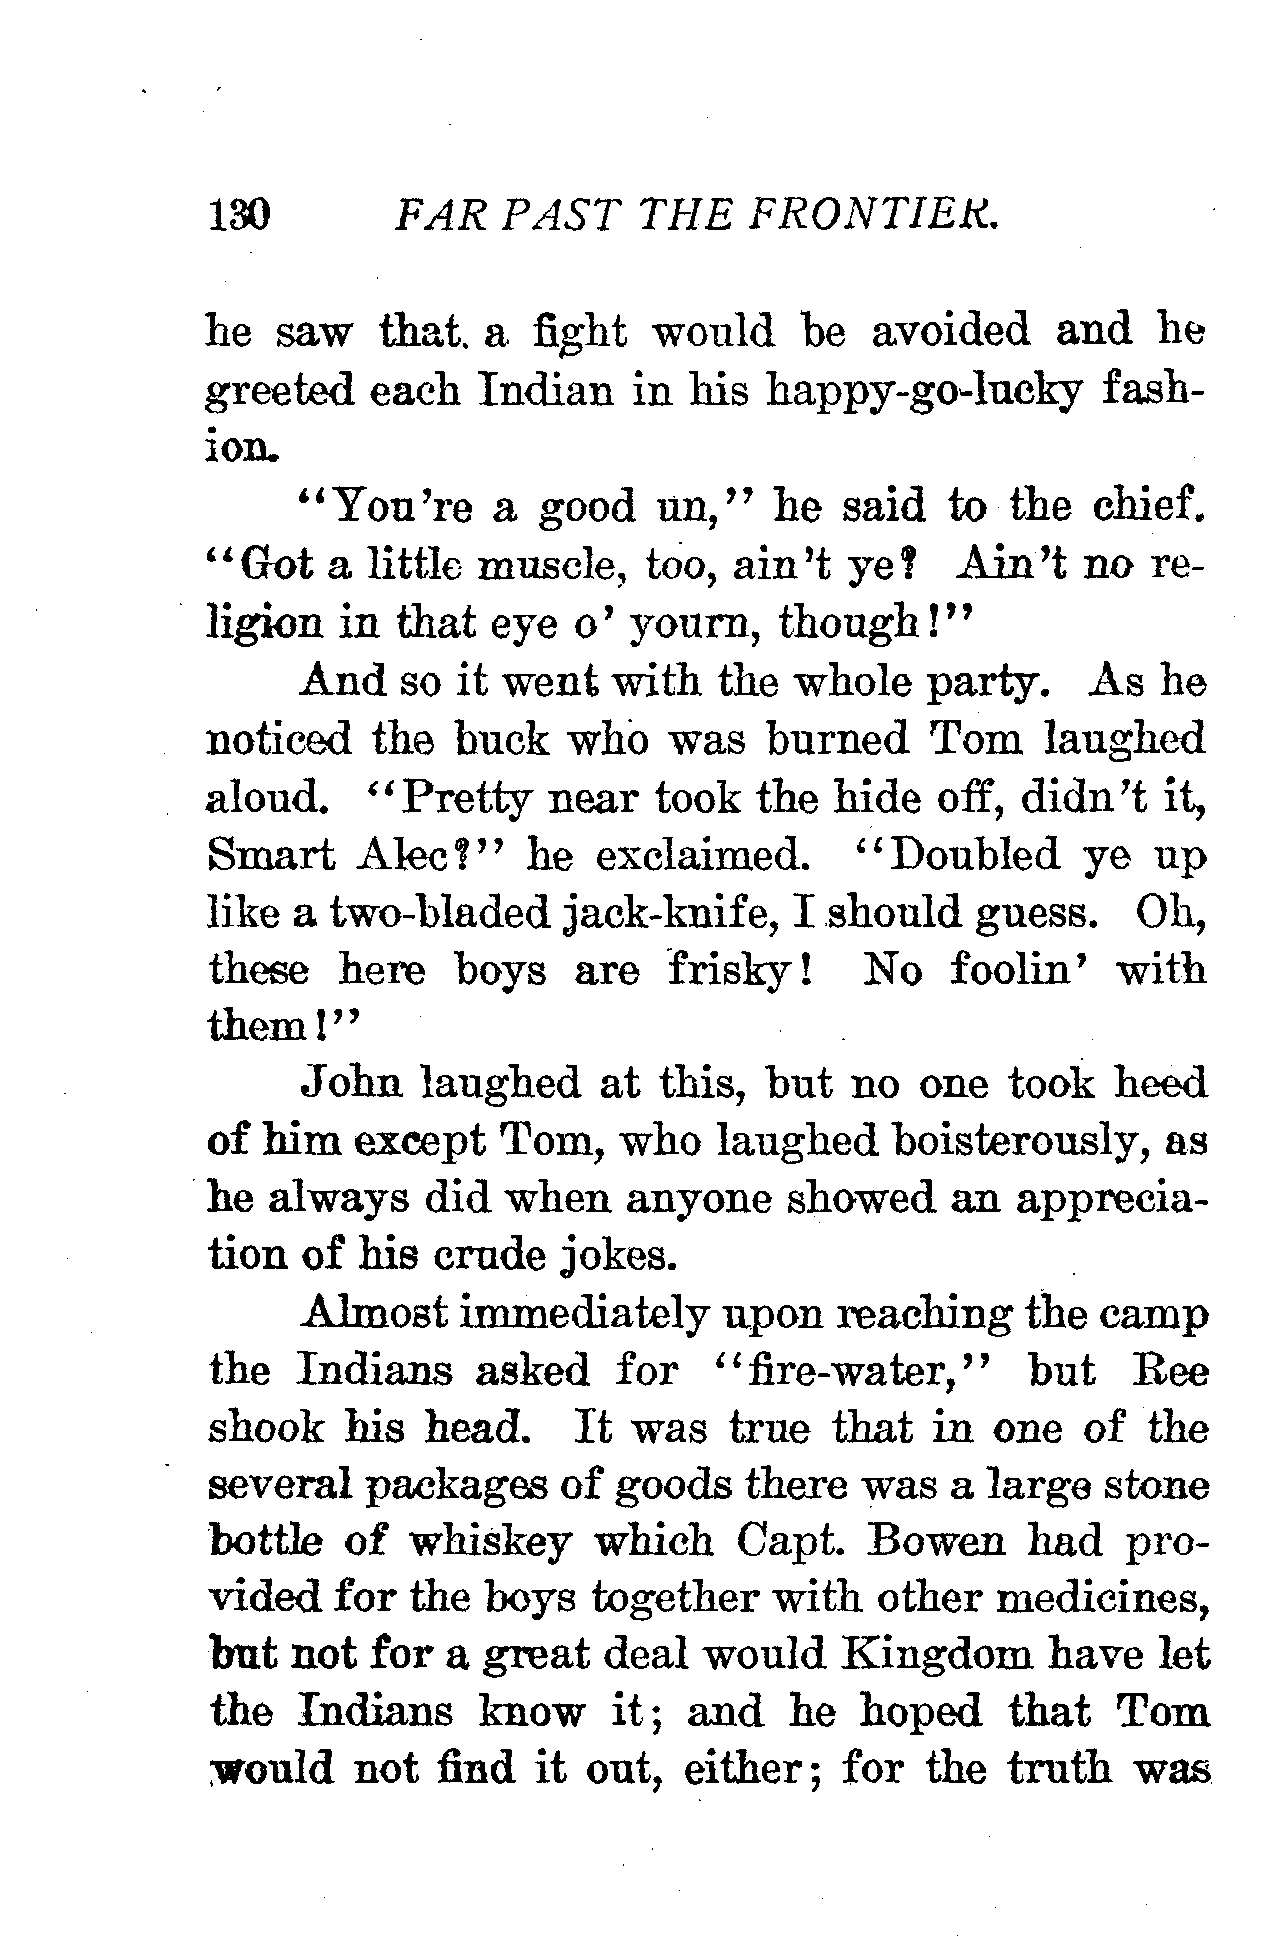 130 FAR PAST THE FRONTIER.
he saw that a fight would be avoided and he
greeted each Indian in his happy-go-lucky fash-
ion.
"You're a good un," he said to the chief.
"Got a little muscle, too, ain't ye? Ain't no re-
ligion in that eye o' yourn, though!"
And so it went with the whole party. As he
noticed the buck who was burned Tom laughed
aloud. "Pretty near took the hide off, didn't it,
Smart Alec?" he exclaimed. "Doubled ye up
like a two-bladed jack-knife, I should guess. Oh,
these here boys are frisky! No foolin' with
them!"
John laughed at this, but no one took heed
of him except Tom, who laughed boisterously, as
he always did when anyone showed an apprecia-
tion of his crude jokes.
Almost immediately upon reaching the camp
the Indians asked for "fire-water," but Ree
shook his head. It was true that in one of the
several packages of goods there was a large stone
bottle of whiskey which Capt. Bowen had pro-
vided for the boys together with other medicines,
but not for a great deal would Kingdom have let
the Indians know it; and he hoped that Tom
would not find it out, either; for the truth was